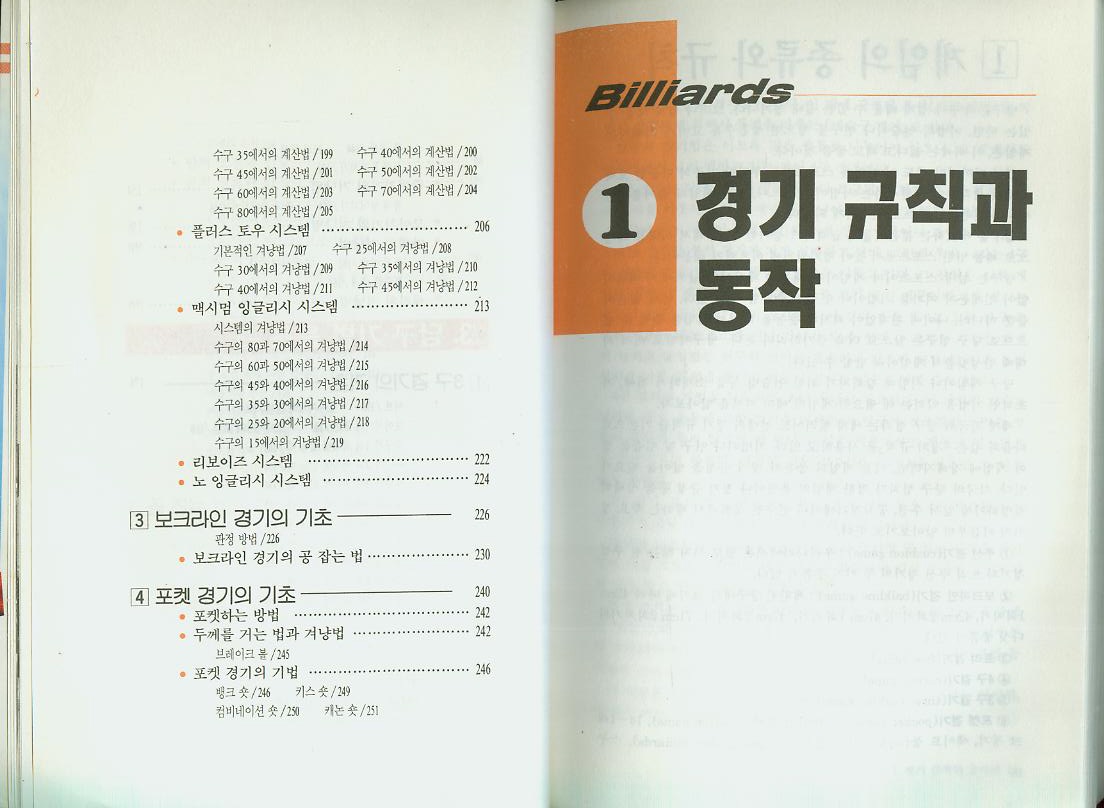 수구 35에서의 계산법 / 199 수구 40에서의 계산법 / 200
수구 45에서의 계산법 / 201 수구 50에서의 계산법 / 202
수구 60에서의 계산법 / 203 수구 70에서의 계산법 / 204
수구 80에서의 계산법 / 205
• 플러스 토우 시스템 ………………………… 206
기본적인 겨냥법 / 207 수구 25에서의 겨냥법 / 208
수구 30에서의 겨냥법 / 209 수구 35에서의 겨냥법 / 210
수구 40에서의 겨냥법 / 211 수구 45에서의 겨냥법 / 212
• 맥시멈 잉글리시 시스템 …………………… 213
시스템의 겨냥법 / 213
수구의 80과 70에서의 겨냥법 / 214
수구의 60과 50에서의 겨냥법 / 215
수구의 45와 40에서의 겨냥법 / 216
수구의 35와 30에서의 겨냥법 / 217
수구의 25와 20에서의 겨냥법 / 218
수구의 15에서의 겨냥법 / 219
• 리보이즈 시스템 …………………………… 222
• 노 잉글리시 시스템 ………………………… 224
3 보크라인 경기의 기초 ――――― 226
판정 방법 / 226
• 보크라인 경기의 공 잡는 법 ……………… 230
4 포켓 경기의 기초 ――――― 240
• 포켓하는 방법 ……………………………… 242
• 두께를 거는 법과 겨냥법 ………………… 242
브레이크 볼 / 245
• 포켓 경기의 기법 …………………………… 246
뱅크 숏 / 246 키스 숏 / 249
컴비네이션 숏 / 250 캐논 숏 / 251
Billiards
1 경기 규칙과
동작